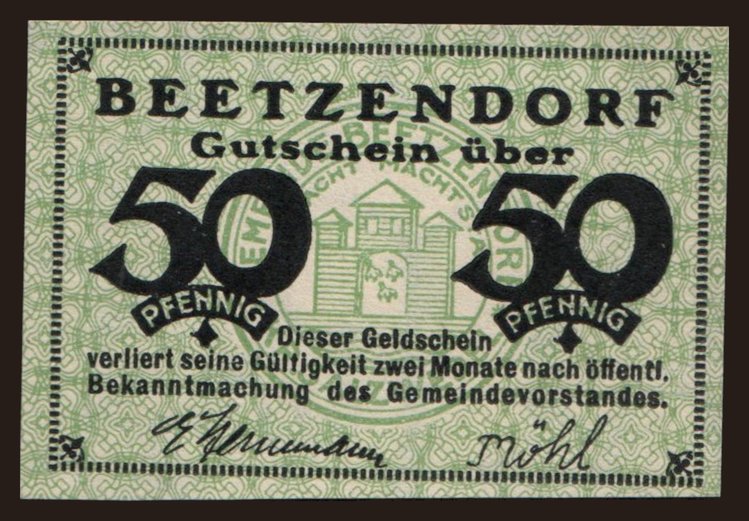 BEETZENDORF
Gutschein über
50 50
PFENNIG PFENNIG
Dieser Geldschein
verliert seine Gültigkeit zwei Monate nach öffentl.
Bekanntmachung des Gemeindevorstandes.
Möhl